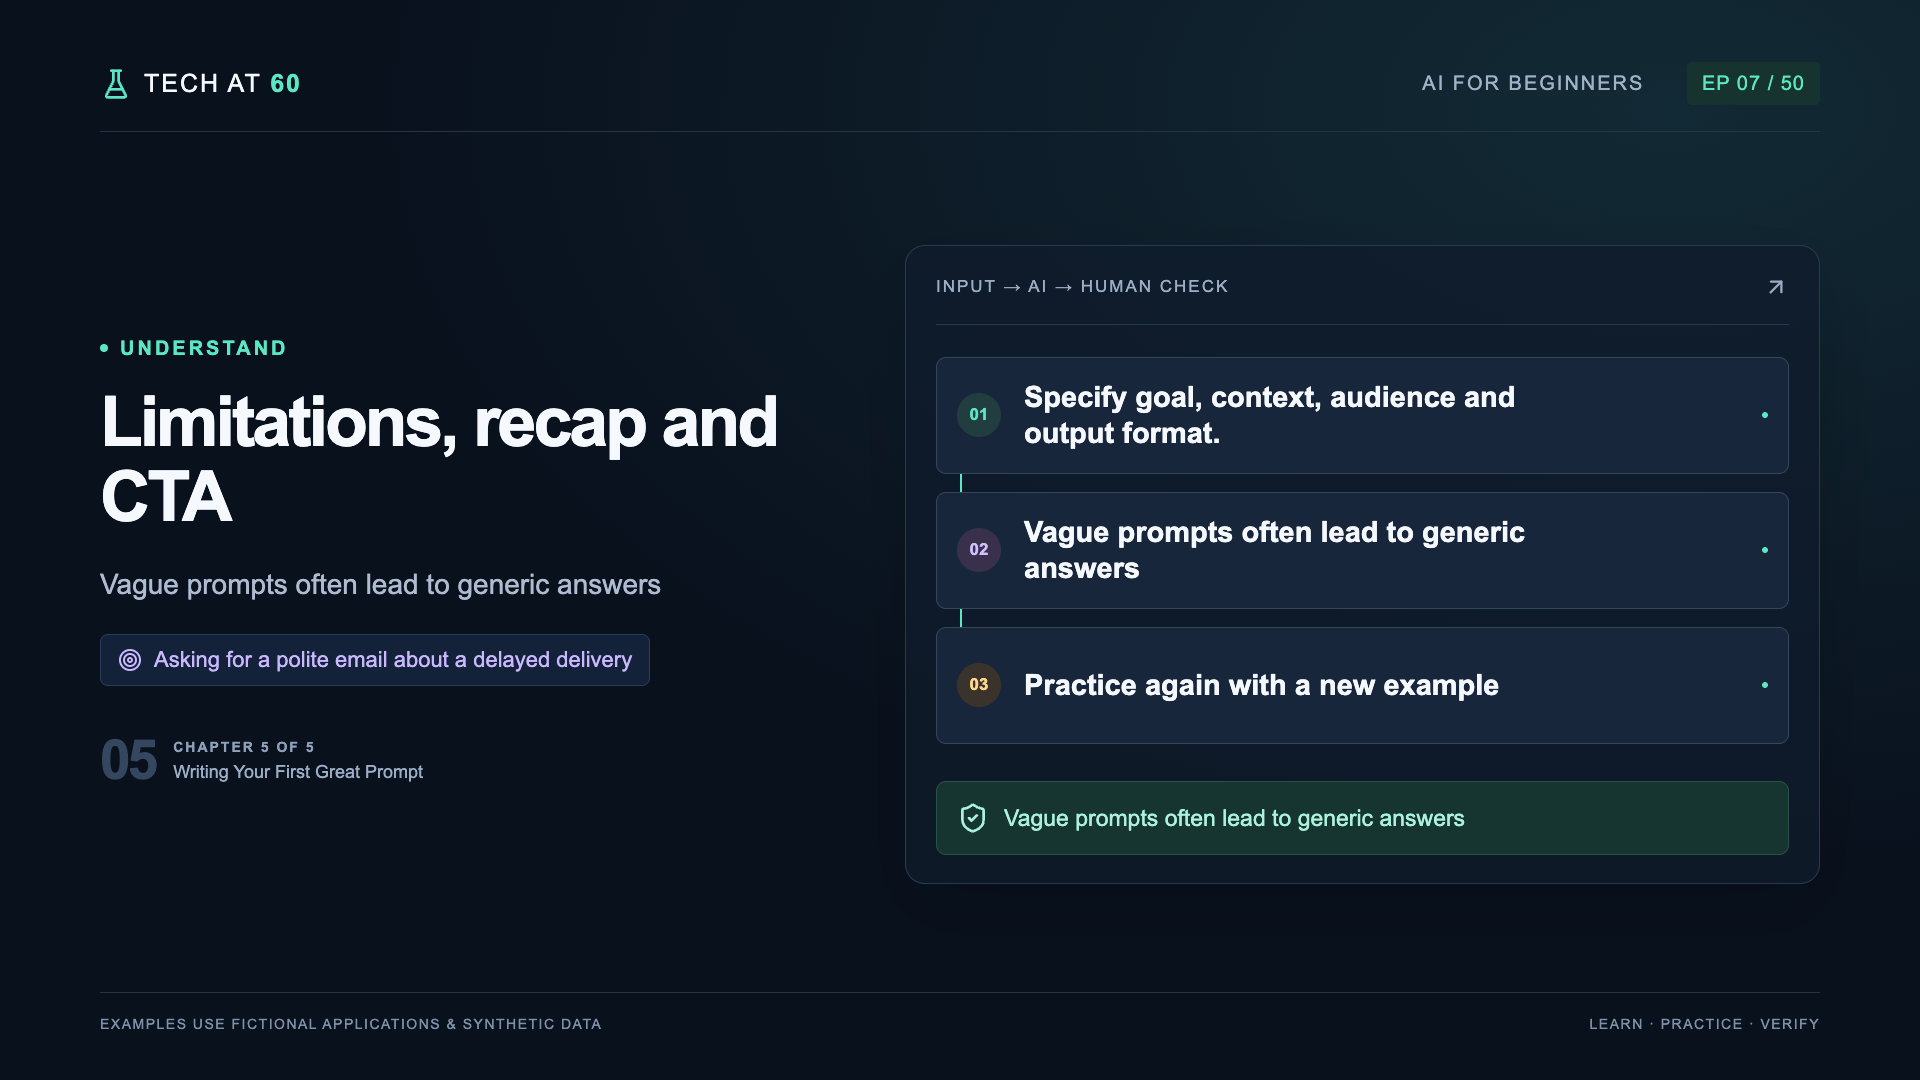 TECH AT 60
AI FOR BEGINNERS
EP 07 / 50
UNDERSTAND
Limitations, recap and
CTA
Vague prompts often lead to generic answers
Asking for a polite email about a delayed delivery
05
CHAPTER 5 OF 5
Writing Your First Great Prompt
INPUT → AI → HUMAN CHECK
01
Specify goal, context, audience and
output format.
02
Vague prompts often lead to generic
answers
03
Practice again with a new example
Vague prompts often lead to generic answers
EXAMPLES USE FICTIONAL APPLICATIONS & SYNTHETIC DATA
LEARN · PRACTICE · VERIFY